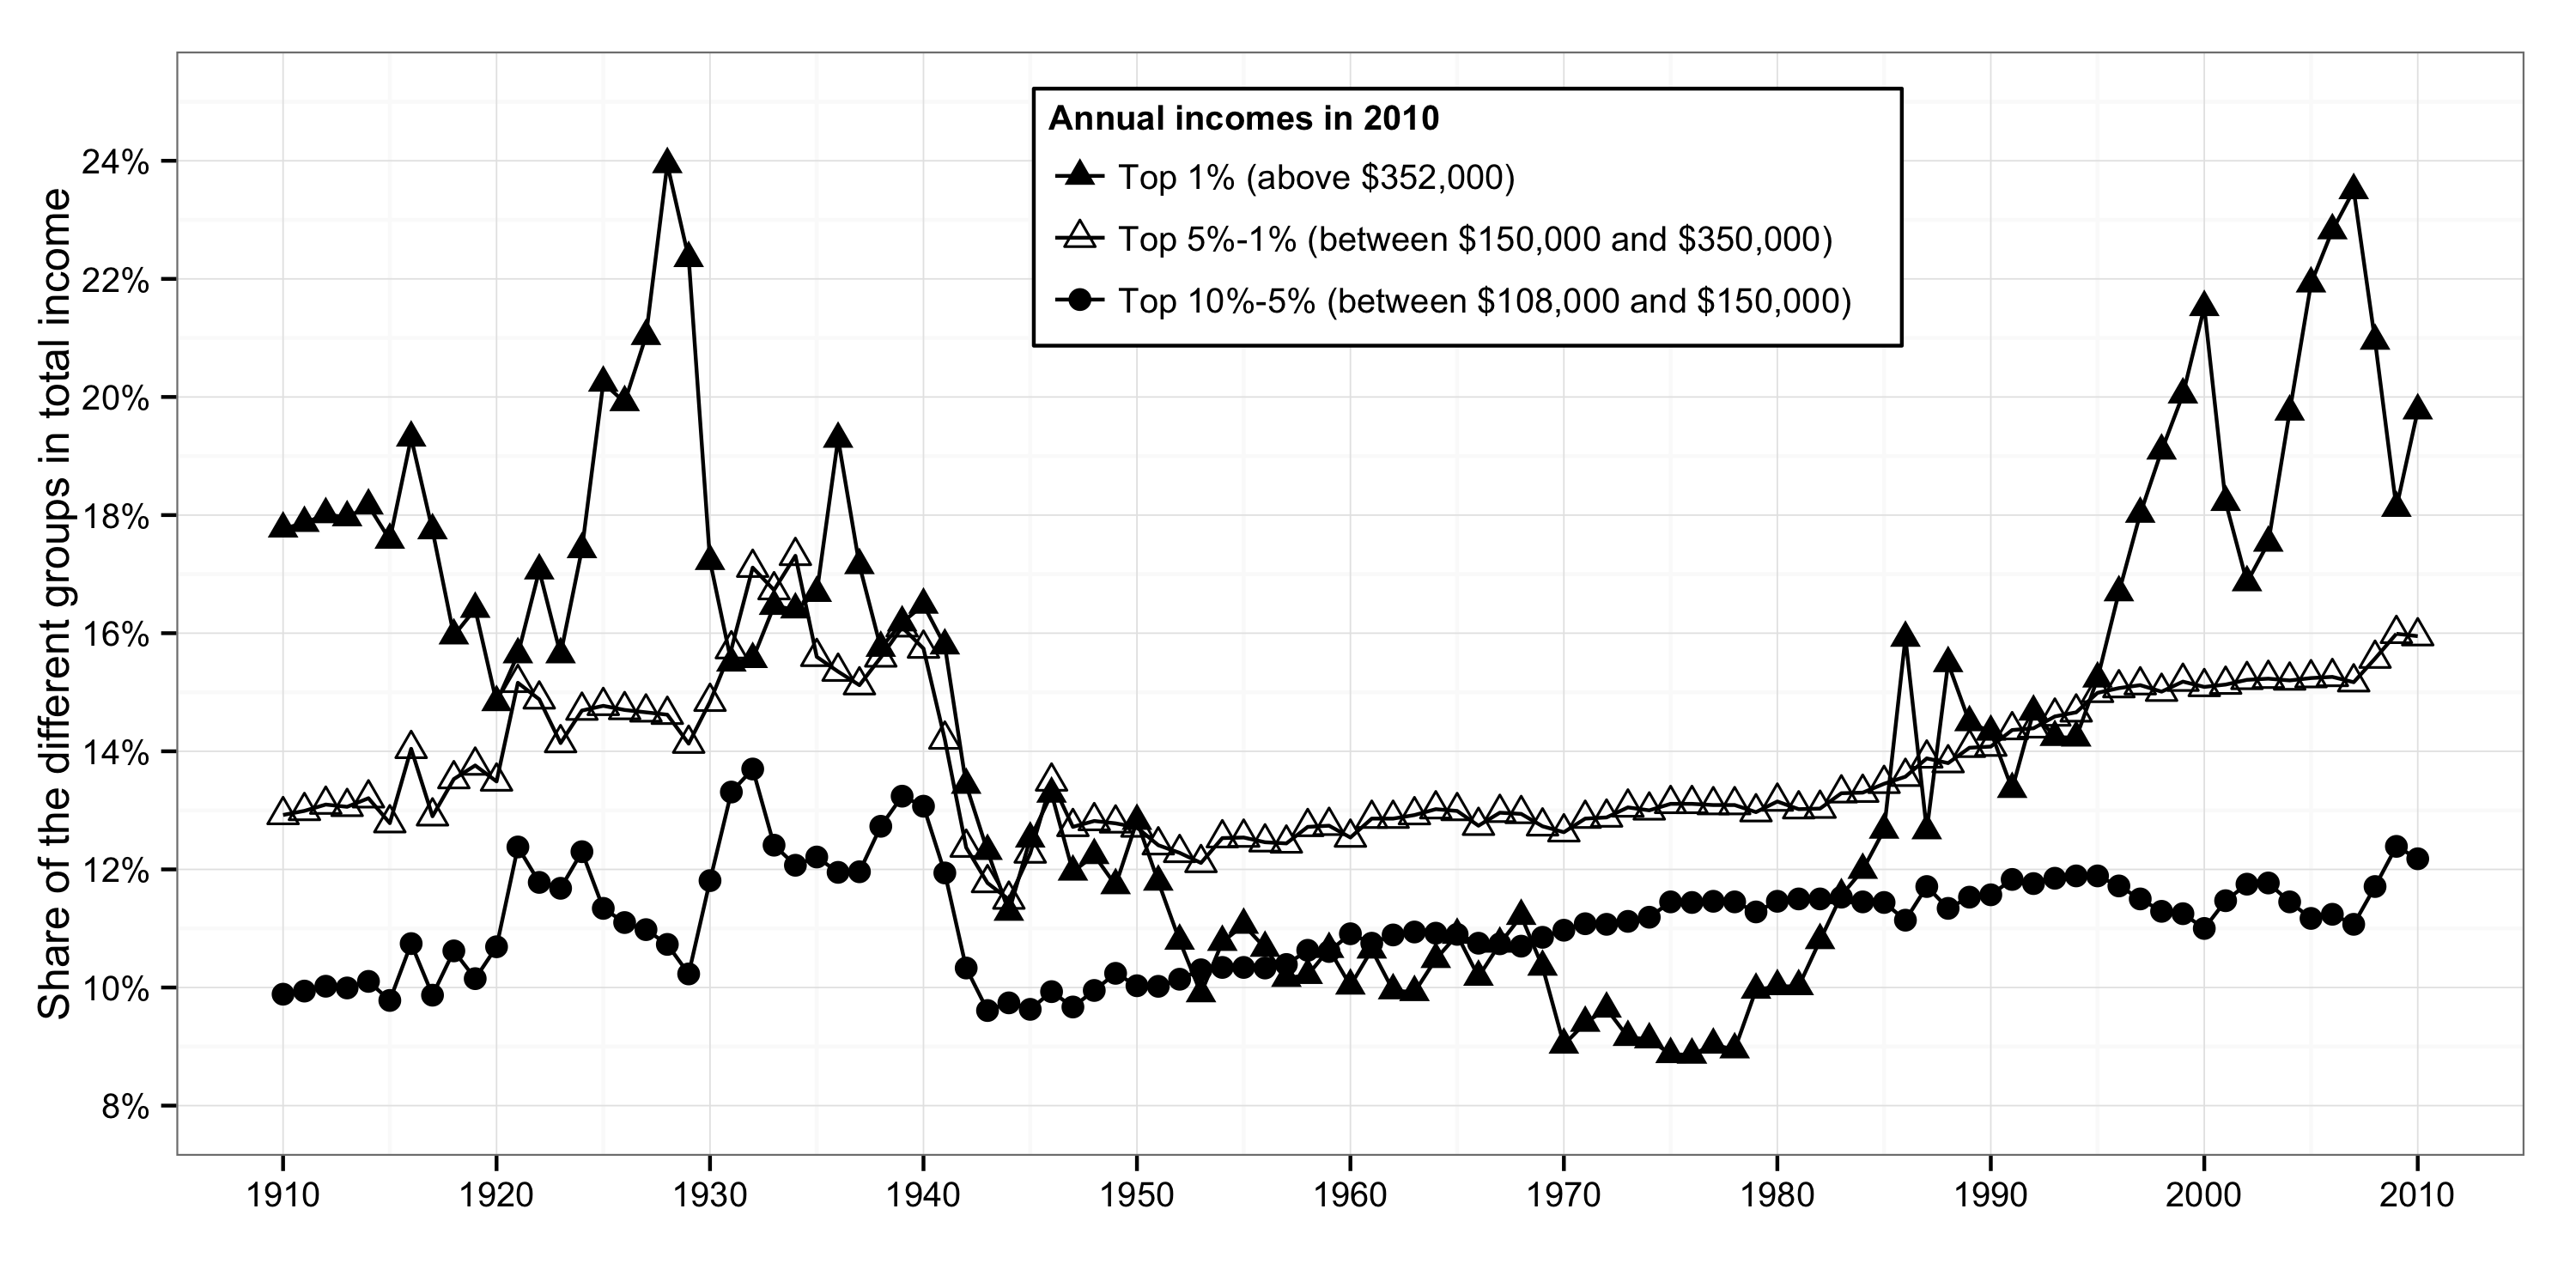 Annual incomes in 2010
Top 1% (above $352,000)
Top 5%-1% (between $150,000 and $350,000)
Top 10%-5% (between $108,000 and $150,000)
Share of the different groups in total income
24%
22%
20%
18%
16%
14%
12%
10%
8%
1910 1920 1930 1940 1950 1960 1970 1980 1990 2000 2010